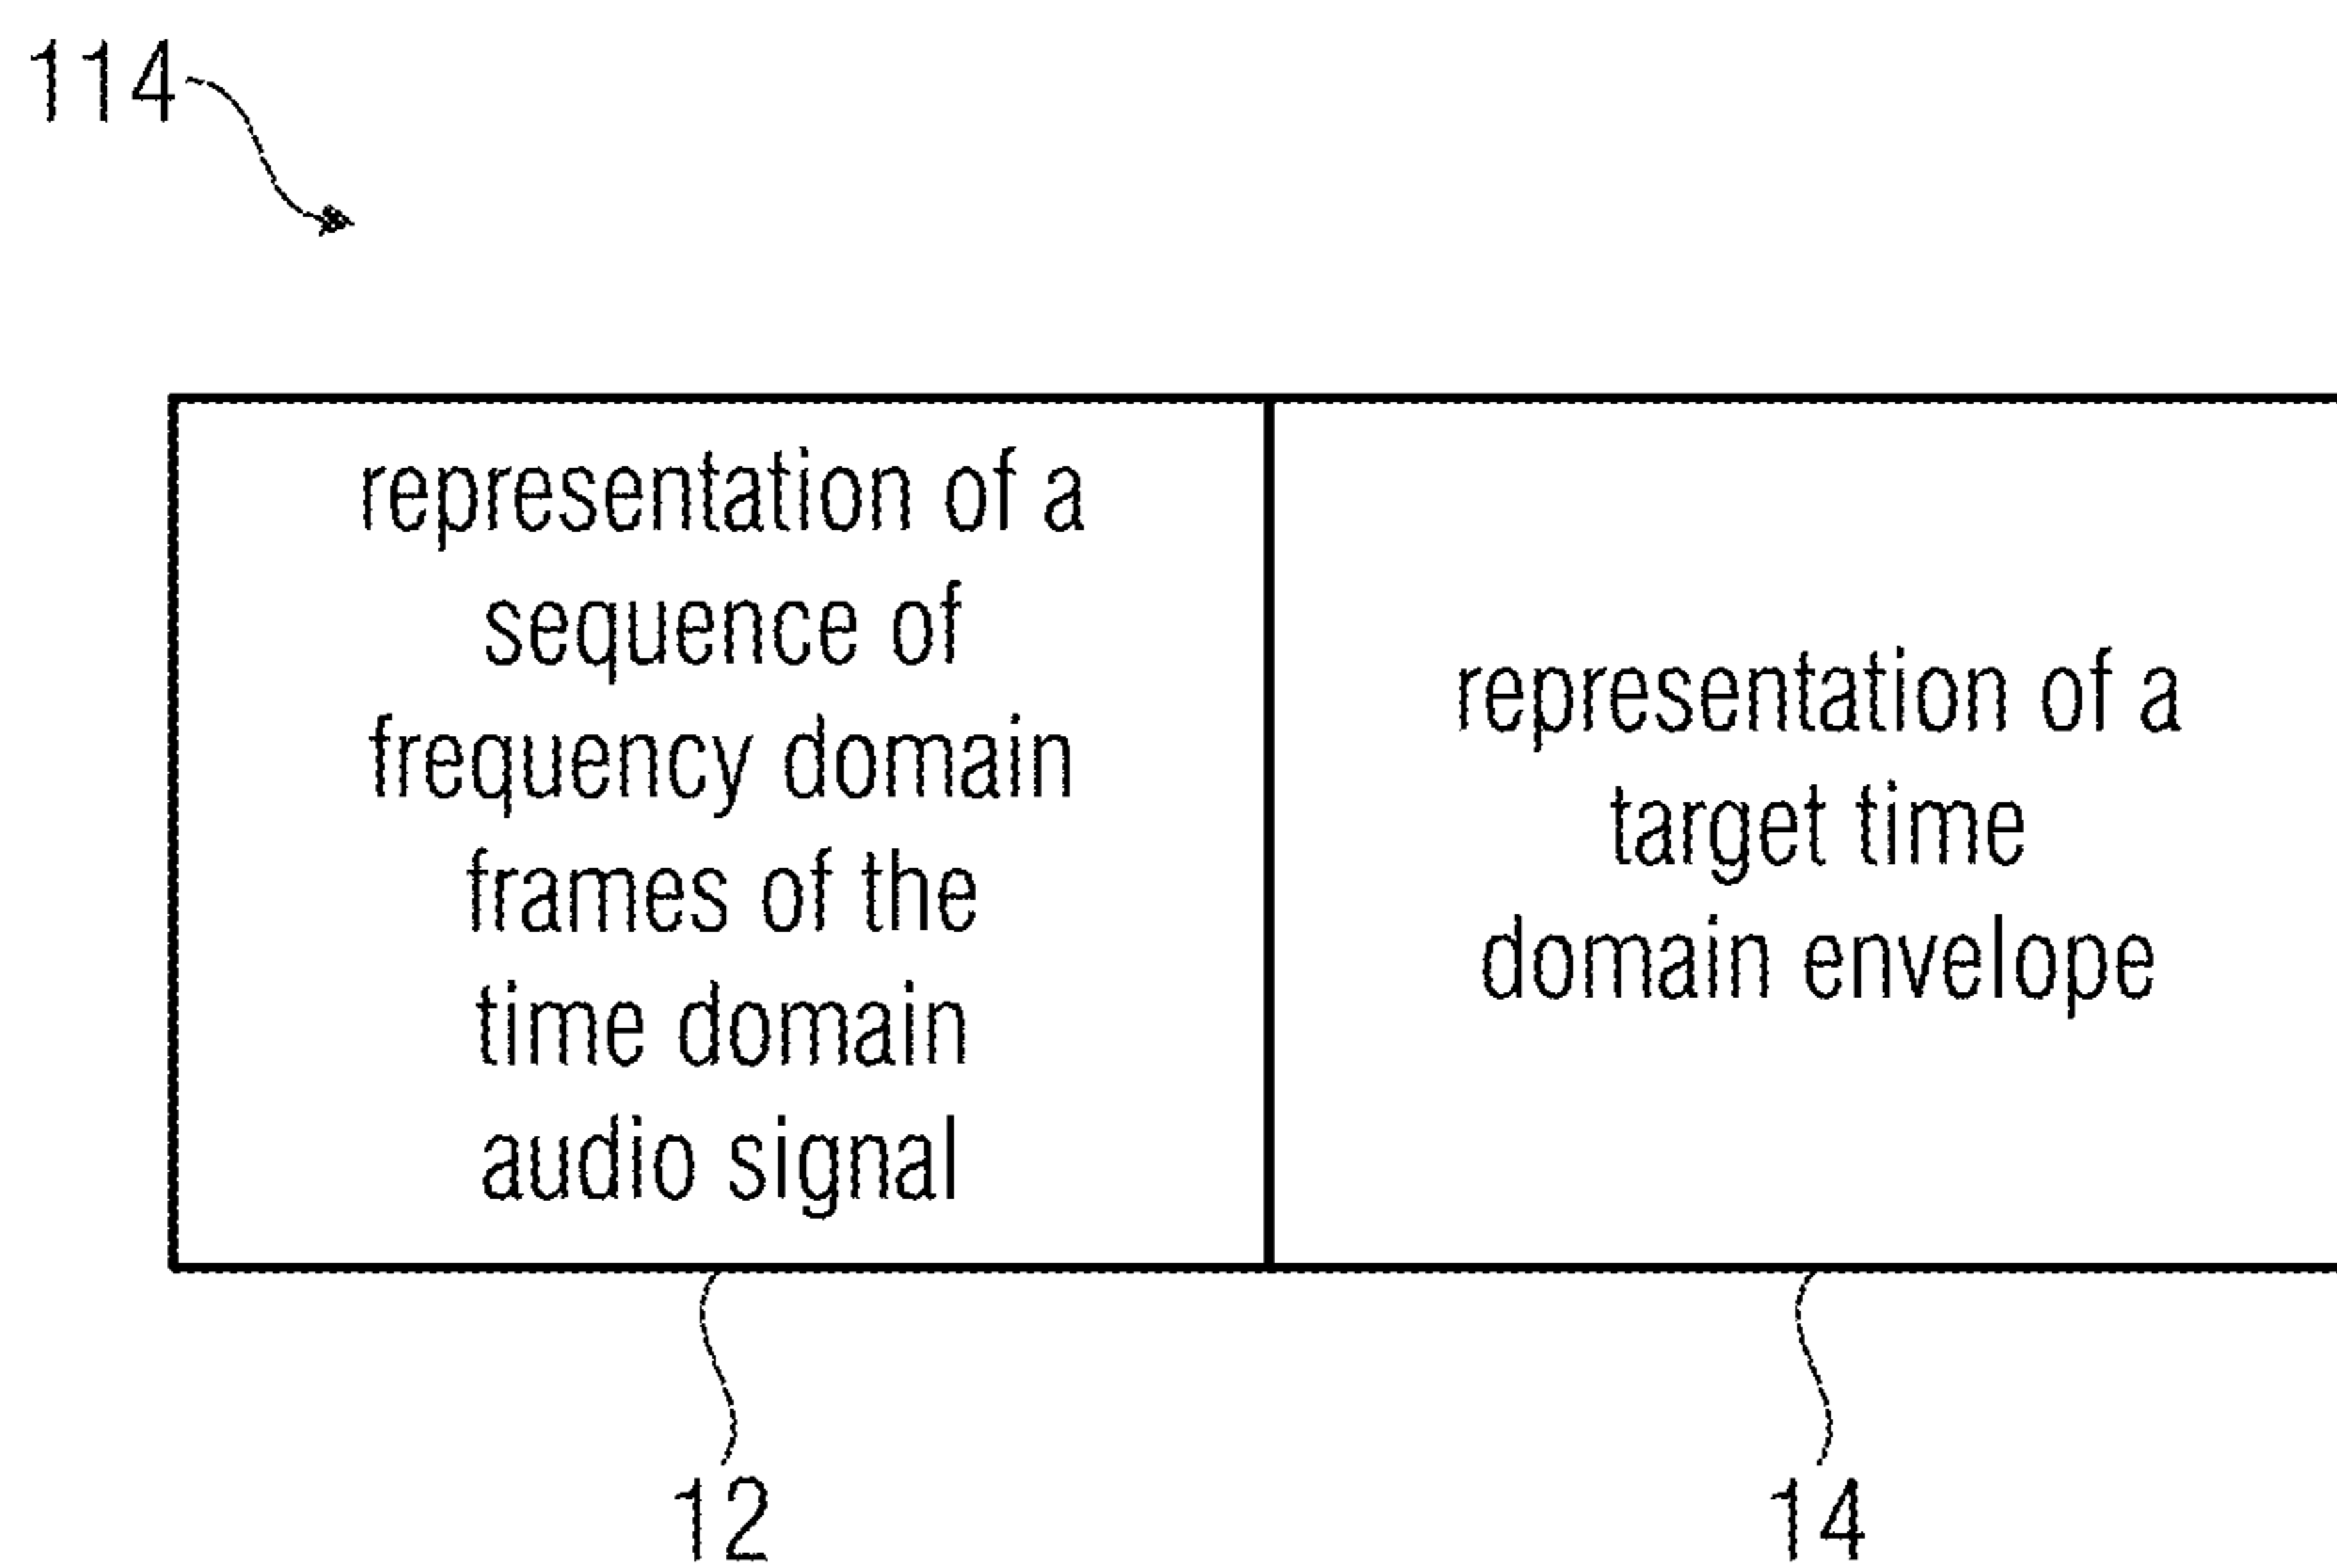 114
representation of a
sequence of
frequency domain
frames of the
time domain
audio signal
representation of a
target time
domain envelope
12
14